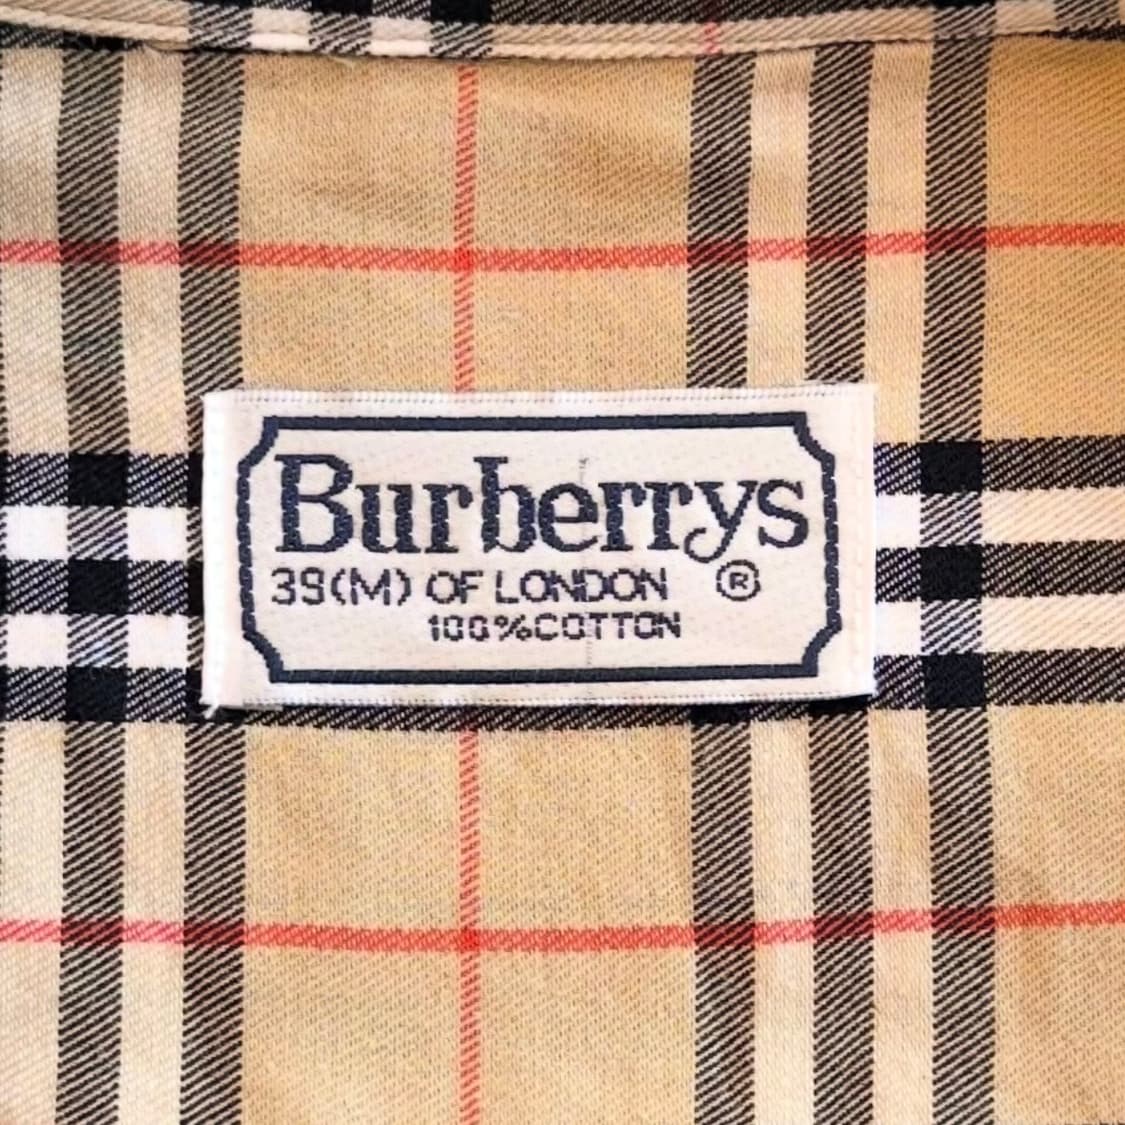 Burberrys
39(M) OF LONDON ®
100%COTTON